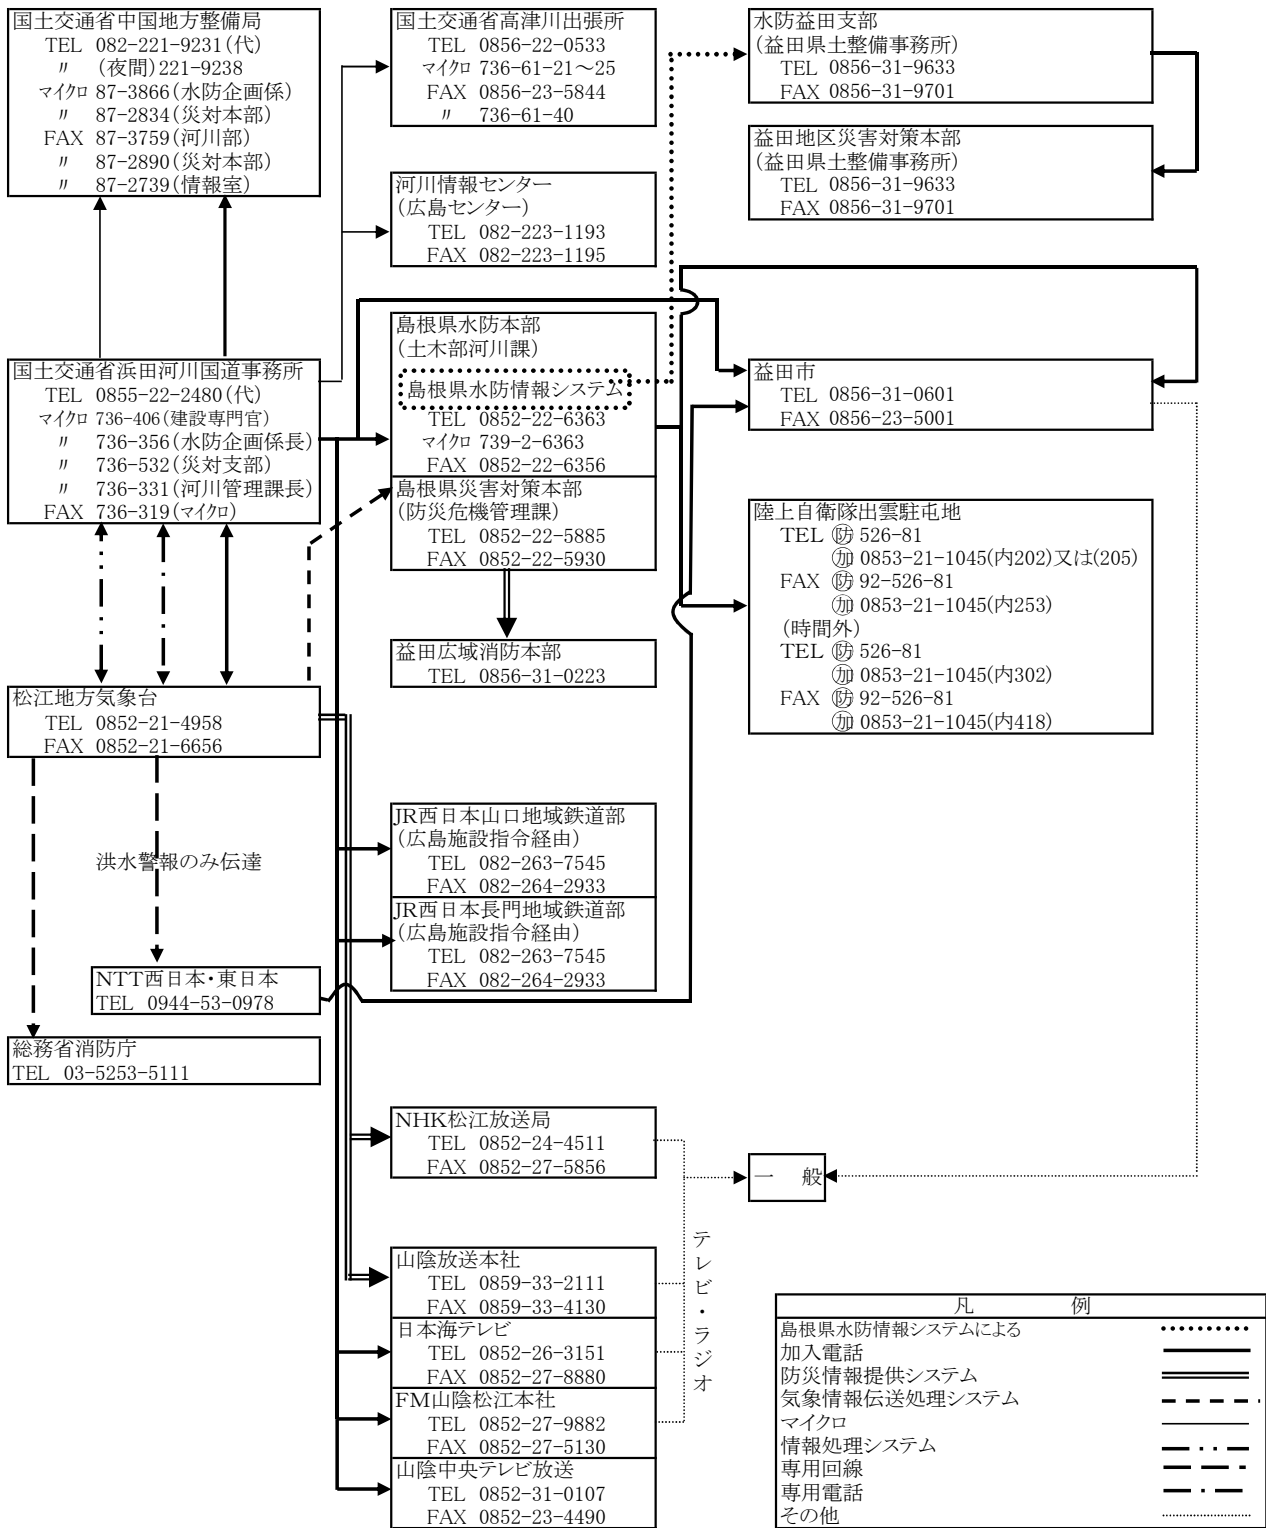 国土交通省中国地方整備局
TEL 082-221-9231(代)
〃 (夜間)221-9238
マイクロ 87-3866(水防企画係)
〃 87-2834(災対本部)
FAX 87-3759(河川部)
〃 87-2890(災対本部)
〃 87-2739(情報室)
国土交通省高津川出張所
TEL 0856-22-0533
マイクロ 736-61-21～25
FAX 0856-23-5844
〃 736-61-40
水防益田支部
(益田県土整備事務所)
TEL 0856-31-9633
FAX 0856-31-9701
益田地区災害対策本部
(益田県土整備事務所)
TEL 0856-31-9633
FAX 0856-31-9701
河川情報センター
(広島センター)
TEL 082-223-1193
FAX 082-223-1195
国土交通省浜田河川国道事務所
TEL 0855-22-2480(代)
マイクロ 736-406(建設専門官)
〃 736-356(水防企画係長)
〃 736-532(災対支部)
〃 736-331(河川管理課長)
FAX 736-319(マイクロ)
島根県水防本部
(土木部河川課)
島根県水防情報システム
TEL 0852-22-6363
マイクロ 739-2-6363
FAX 0852-22-6356
島根県災害対策本部
(防災危機管理課)
TEL 0852-22-5885
FAX 0852-22-5930
益田市
TEL 0856-31-0601
FAX 0856-23-5001
陸上自衛隊出雲駐屯地
TEL ㊐防 526-81
㊐加 0853-21-1045(内202)又は(205)
FAX 防 92-526-81
加 0853-21-1045(内253)
(時間外)
TEL 防 526-81
加 0853-21-1045(内302)
FAX 防 92-526-81
加 0853-21-1045(内418)
益田広域消防本部
TEL 0856-31-0223
松江地方気象台
TEL 0852-21-4958
FAX 0852-21-6656
洪水警報のみ伝達
JR西日本山口地域鉄道部
(広島施設指令経由)
TEL 082-263-7545
FAX 082-264-2933
JR西日本長門地域鉄道部
(広島施設指令経由)
TEL 082-263-7545
FAX 082-264-2933
NTT西日本・東日本
TEL 0944-53-0978
総務省消防庁
TEL 03-5253-5111
NHK松江放送局
TEL 0852-24-4511
FAX 0852-27-5856
一 般
テレビ・ラジオ
山陰放送本社
TEL 0859-33-2111
FAX 0859-33-4130
日本海テレビ
TEL 0852-26-3151
FAX 0852-27-8880
FM山陰松江本社
TEL 0852-27-9882
FAX 0852-27-5130
山陰中央テレビ放送
TEL 0852-31-0107
FAX 0852-23-4490
凡 例
島根県水防情報システムによる
加入電話
防災情報提供システム
気象情報伝送処理システム
マイクロ
情報処理システム
専用回線
専用電話
その他